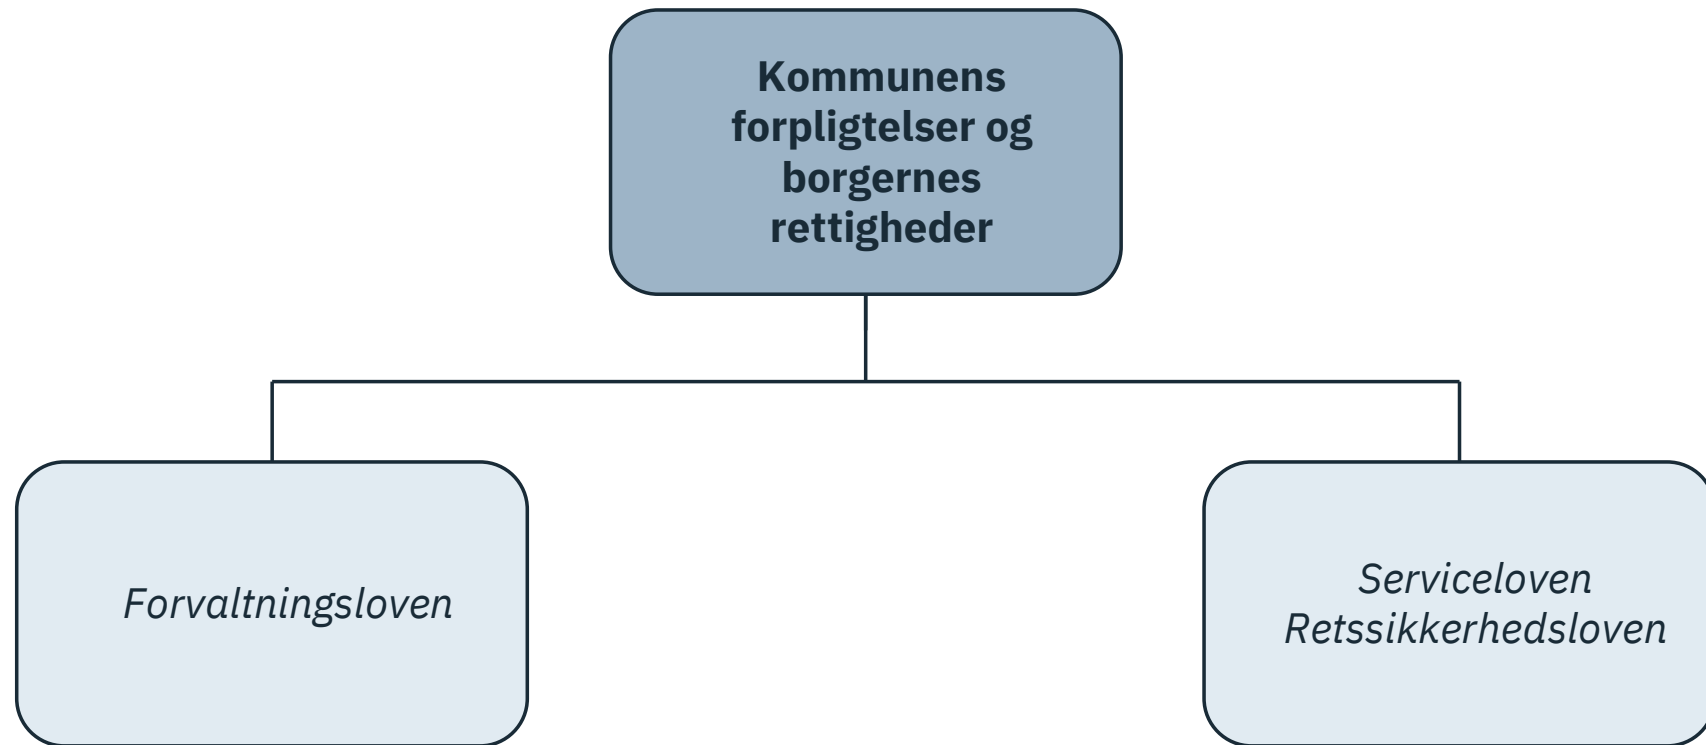 Kommunens
forpligtelser og
borgernes
rettigheder
Forvaltningsloven
Serviceloven
Retssikkerhedsloven